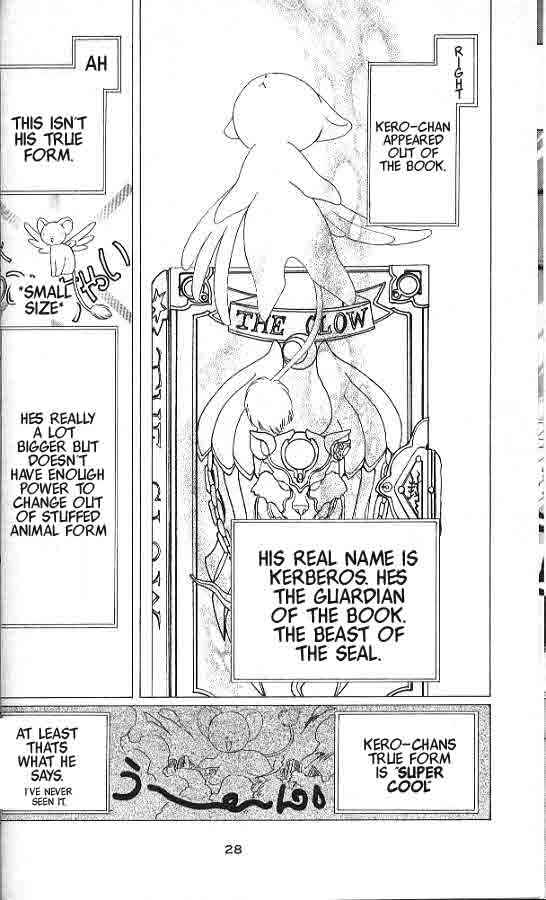 RIGHT
KERO-CHAN
APPEARED
OUT OF
THE BOOK.
THE CLOW
THE CLOW
HIS REAL NAME IS
KERBEROS. HES
THE GUARDIAN
OF THE BOOK.
THE BEAST OF
THE SEAL.
AH
THIS ISN'T
HIS TRUE
FORM.
*SMALL
SIZE*
HES REALLY
A LOT
BIGGER BUT
DOESN'T
HAVE ENOUGH
POWER TO
CHANGE OUT
OF STUFFED
ANIMAL FORM
KERO-CHANS
TRUE FORM
IS "SUPER
COOL"
AT LEAST
THATS
WHAT HE
SAYS.
I'VE NEVER
SEEN IT.
28